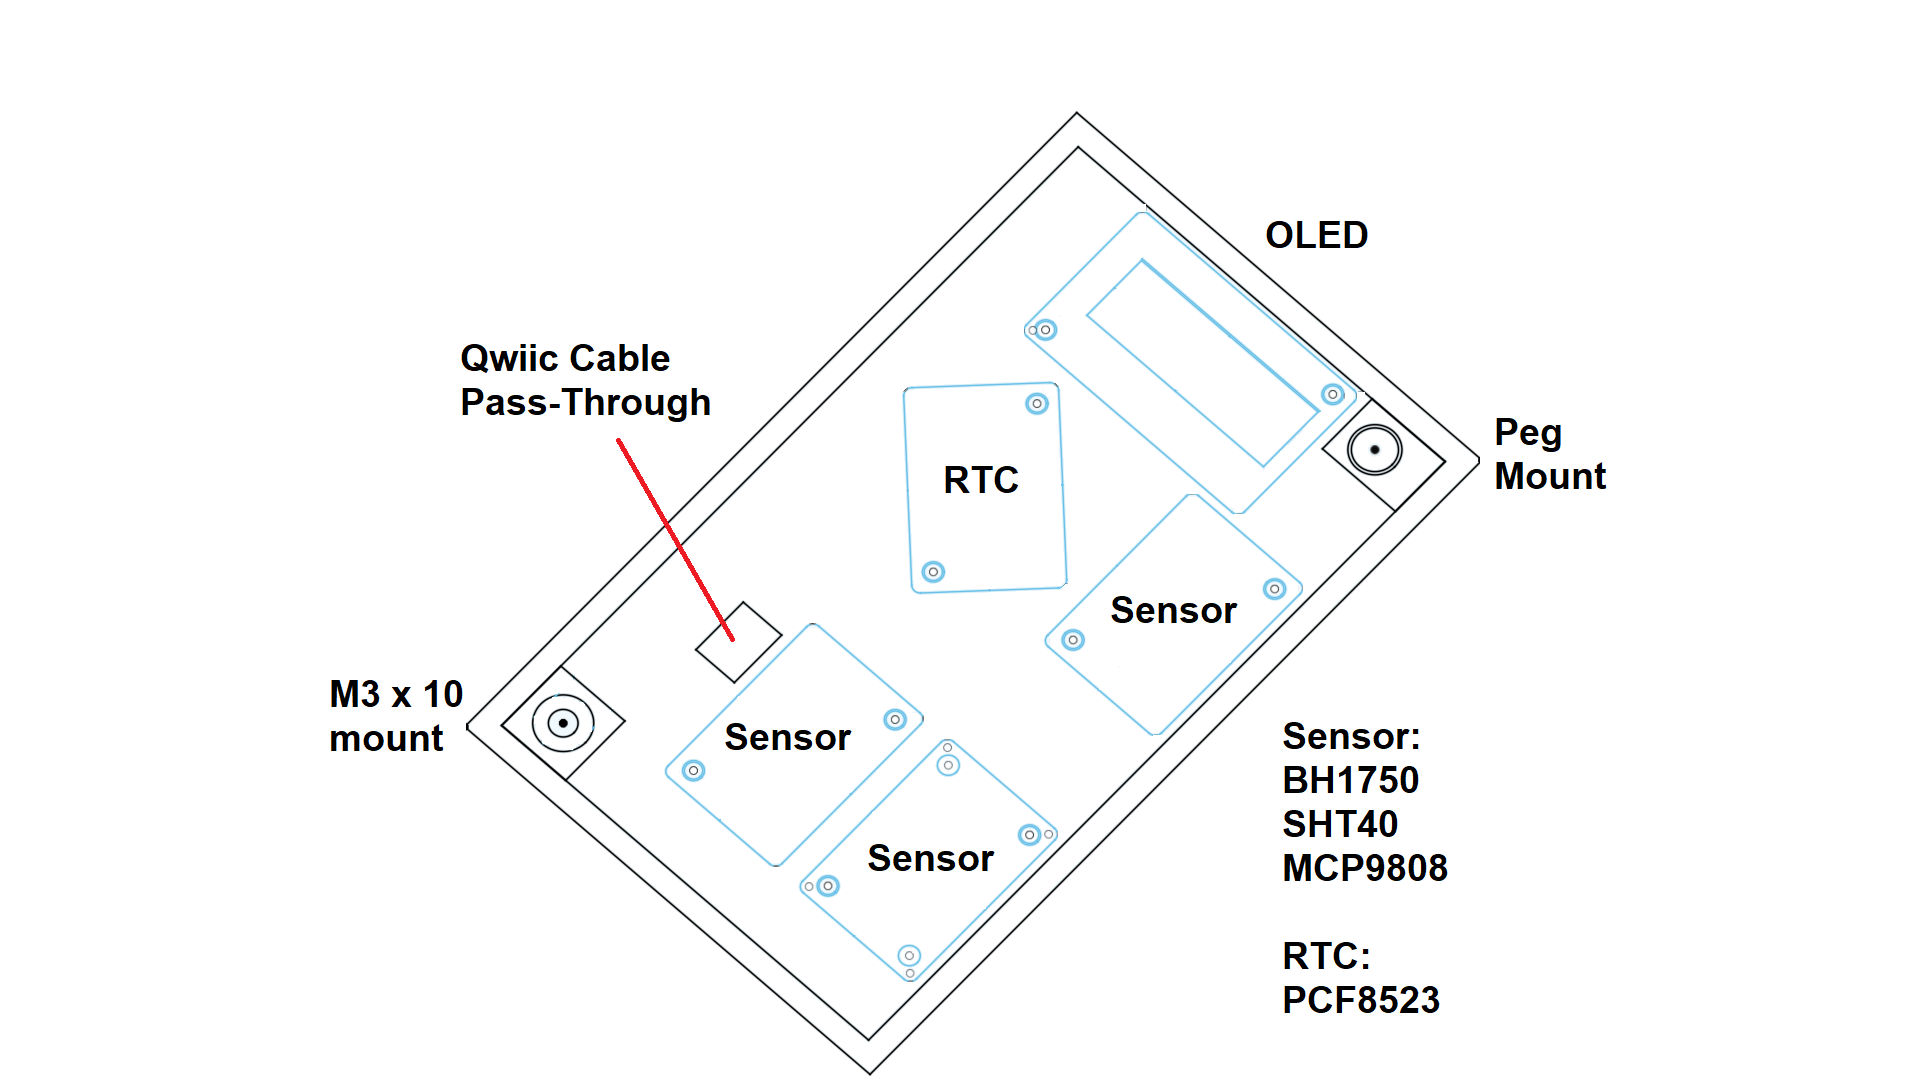 OLED
Qwiic Cable
Pass-Through
Peg
Mount
RTC
Sensor
M3 x 10
mount
Sensor
Sensor
Sensor:
BH1750
SHT40
MCP9808
RTC:
PCF8523